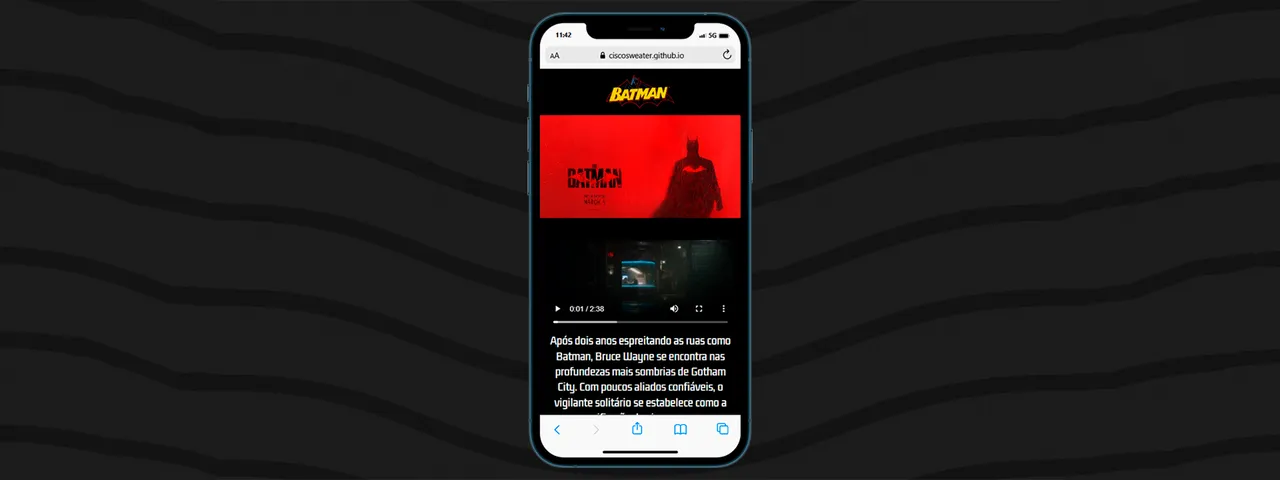 11:42
5G
AA
ciscosweater.github.io
BATMAN
BATMAN
MARCH 4
0:01 / 2:38
Após dois anos espreitando as ruas como
Batman, Bruce Wayne se encontra nas
profundezas mais sombrias de Gotham
City. Com poucos aliados confiáveis, o
vigilante solitário se estabelece como a